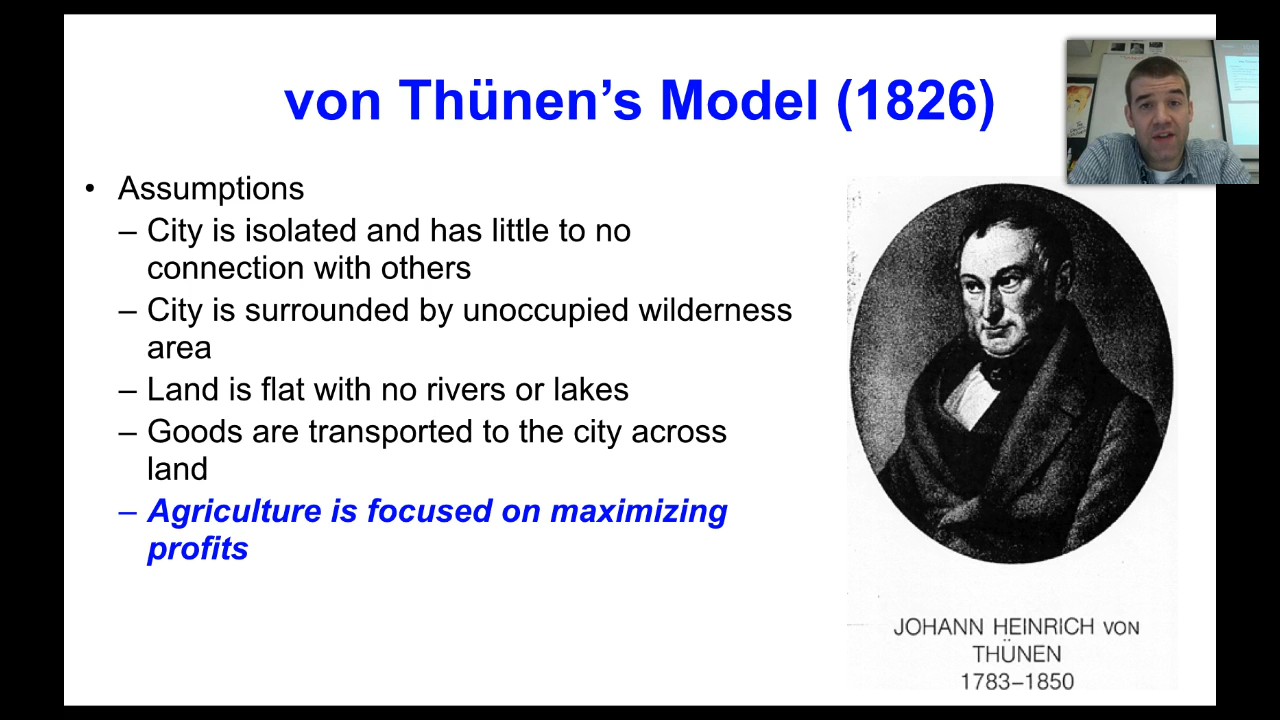 von Thünen’s Model (1826)
• Assumptions
– City is isolated and has little to no
connection with others
– City is surrounded by unoccupied wilderness
area
– Land is flat with no rivers or lakes
– Goods are transported to the city across
land
– Agriculture is focused on maximizing
profits
JOHANN HEINRICH VON
THÜNEN
1783–1850